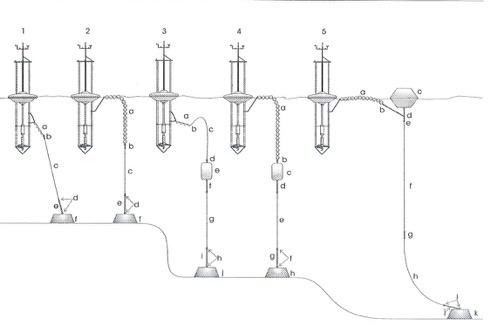 1 2 3 4 5
a b c d e f
a b c d e f
a b c d e f g h i j
a b c d e f g h
a b c d e f g h i j k